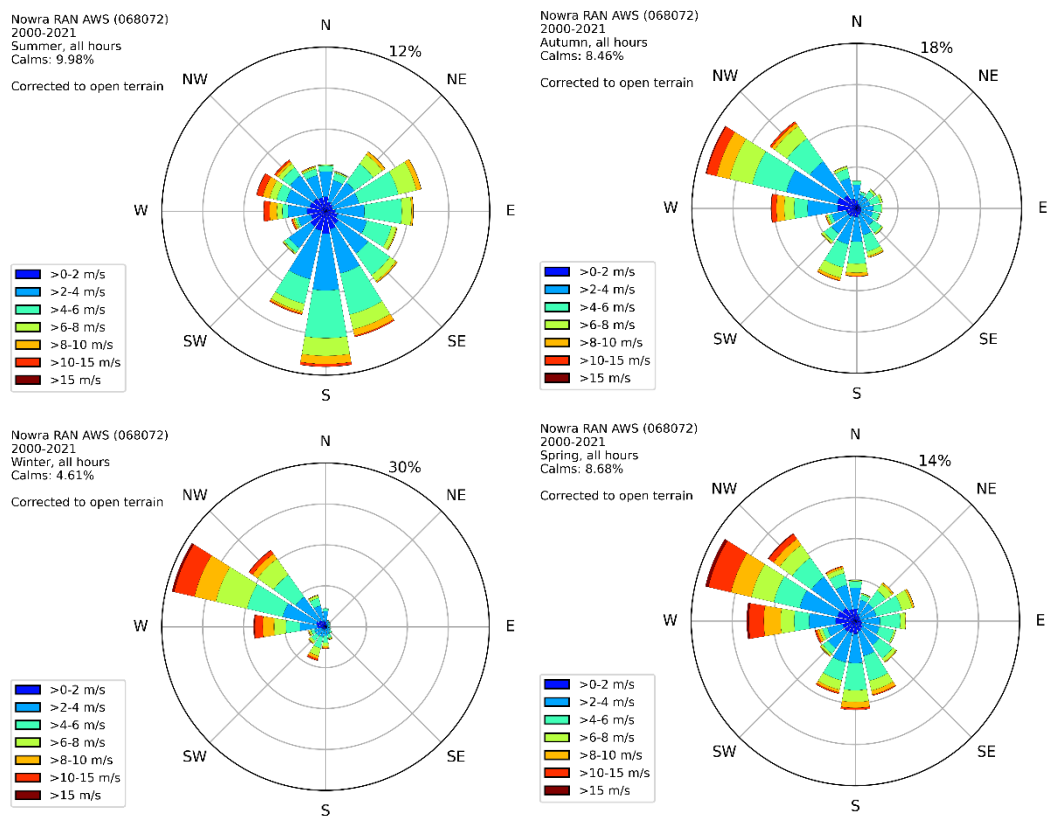 Nowra RAN AWS (068072)
2000-2021
Summer, all hours
Calms: 9.98%
Corrected to open terrain
N
12%
NE
E
SE
S
SW
W
NW
>0-2 m/s
>2-4 m/s
>4-6 m/s
>6-8 m/s
>8-10 m/s
>10-15 m/s
>15 m/s
Nowra RAN AWS (068072)
2000-2021
Autumn, all hours
Calms: 8.46%
Corrected to open terrain
N
18%
NE
E
SE
S
SW
W
NW
>0-2 m/s
>2-4 m/s
>4-6 m/s
>6-8 m/s
>8-10 m/s
>10-15 m/s
>15 m/s
Nowra RAN AWS (068072)
2000-2021
Winter, all hours
Calms: 4.61%
Corrected to open terrain
N
30%
NE
E
SE
S
SW
W
NW
>0-2 m/s
>2-4 m/s
>4-6 m/s
>6-8 m/s
>8-10 m/s
>10-15 m/s
>15 m/s
Nowra RAN AWS (068072)
2000-2021
Spring, all hours
Calms: 8.68%
Corrected to open terrain
N
14%
NE
E
SE
S
SW
W
NW
>0-2 m/s
>2-4 m/s
>4-6 m/s
>6-8 m/s
>8-10 m/s
>10-15 m/s
>15 m/s